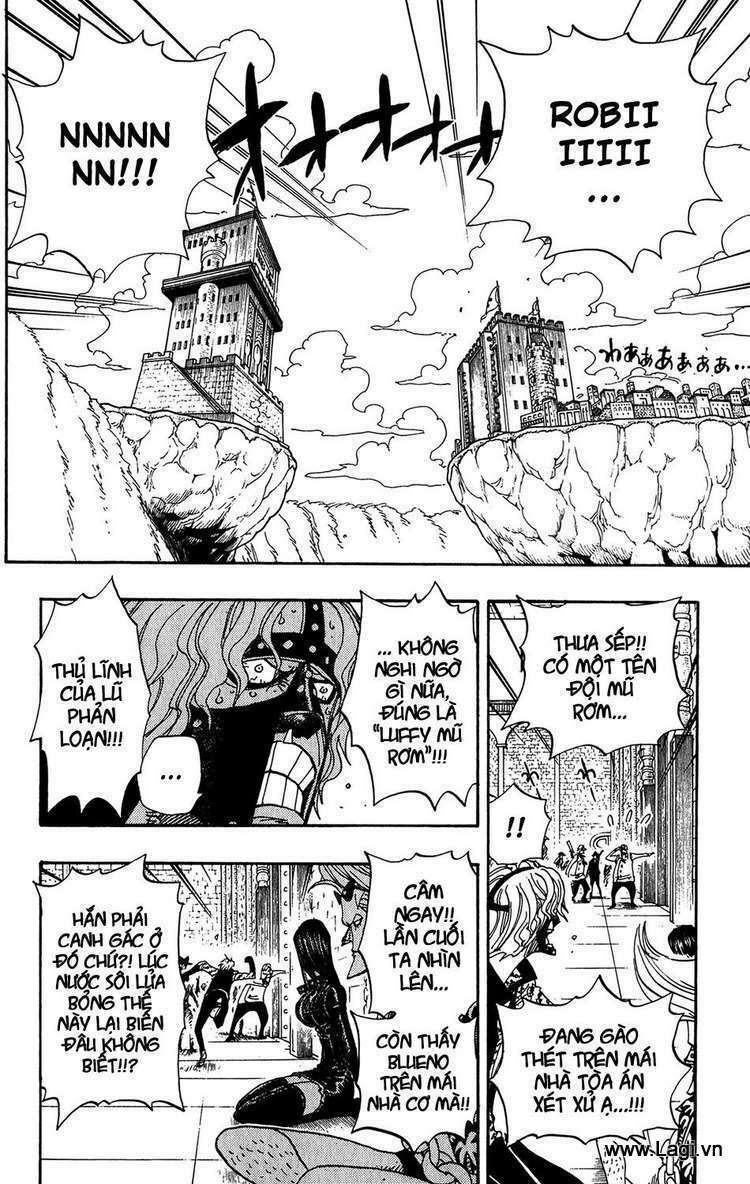 ROBII
IIIII
...
NNNNN
NN!!!
わぁぁぁぁぁぁ...
THƯA SẾP!!
CÓ MỘT TÊN
ĐỘI MŨ
RƠM...
!!
ĐANG GÀO
THÉT TRÊN MÁI
NHÀ TÒA ÁN
XÉT XỬ Ạ...!!!
... KHÔNG
NGHI NGỜ
GÌ NỮA,
ĐÚNG LÀ
"LUFFY MŨ
RƠM"!!!
THỦ LĨNH
CỦA LŨ
PHẢN
LOẠN!!!
...
CÂM
NGAY!!
LẦN CUỐI
TA NHÌN
LÊN...
CÒN THẤY
BLUENO
TRÊN MÁI
NHÀ CƠ MÀ!!
HẮN PHẢI
CANH GÁC Ở
ĐÓ CHỨ?! LÚC
NƯỚC SÔI LỬA
BỎNG THẾ
NÀY LẠI BIẾN
ĐÂU KHÔNG
BIẾT!!?
www.Lagi.vn